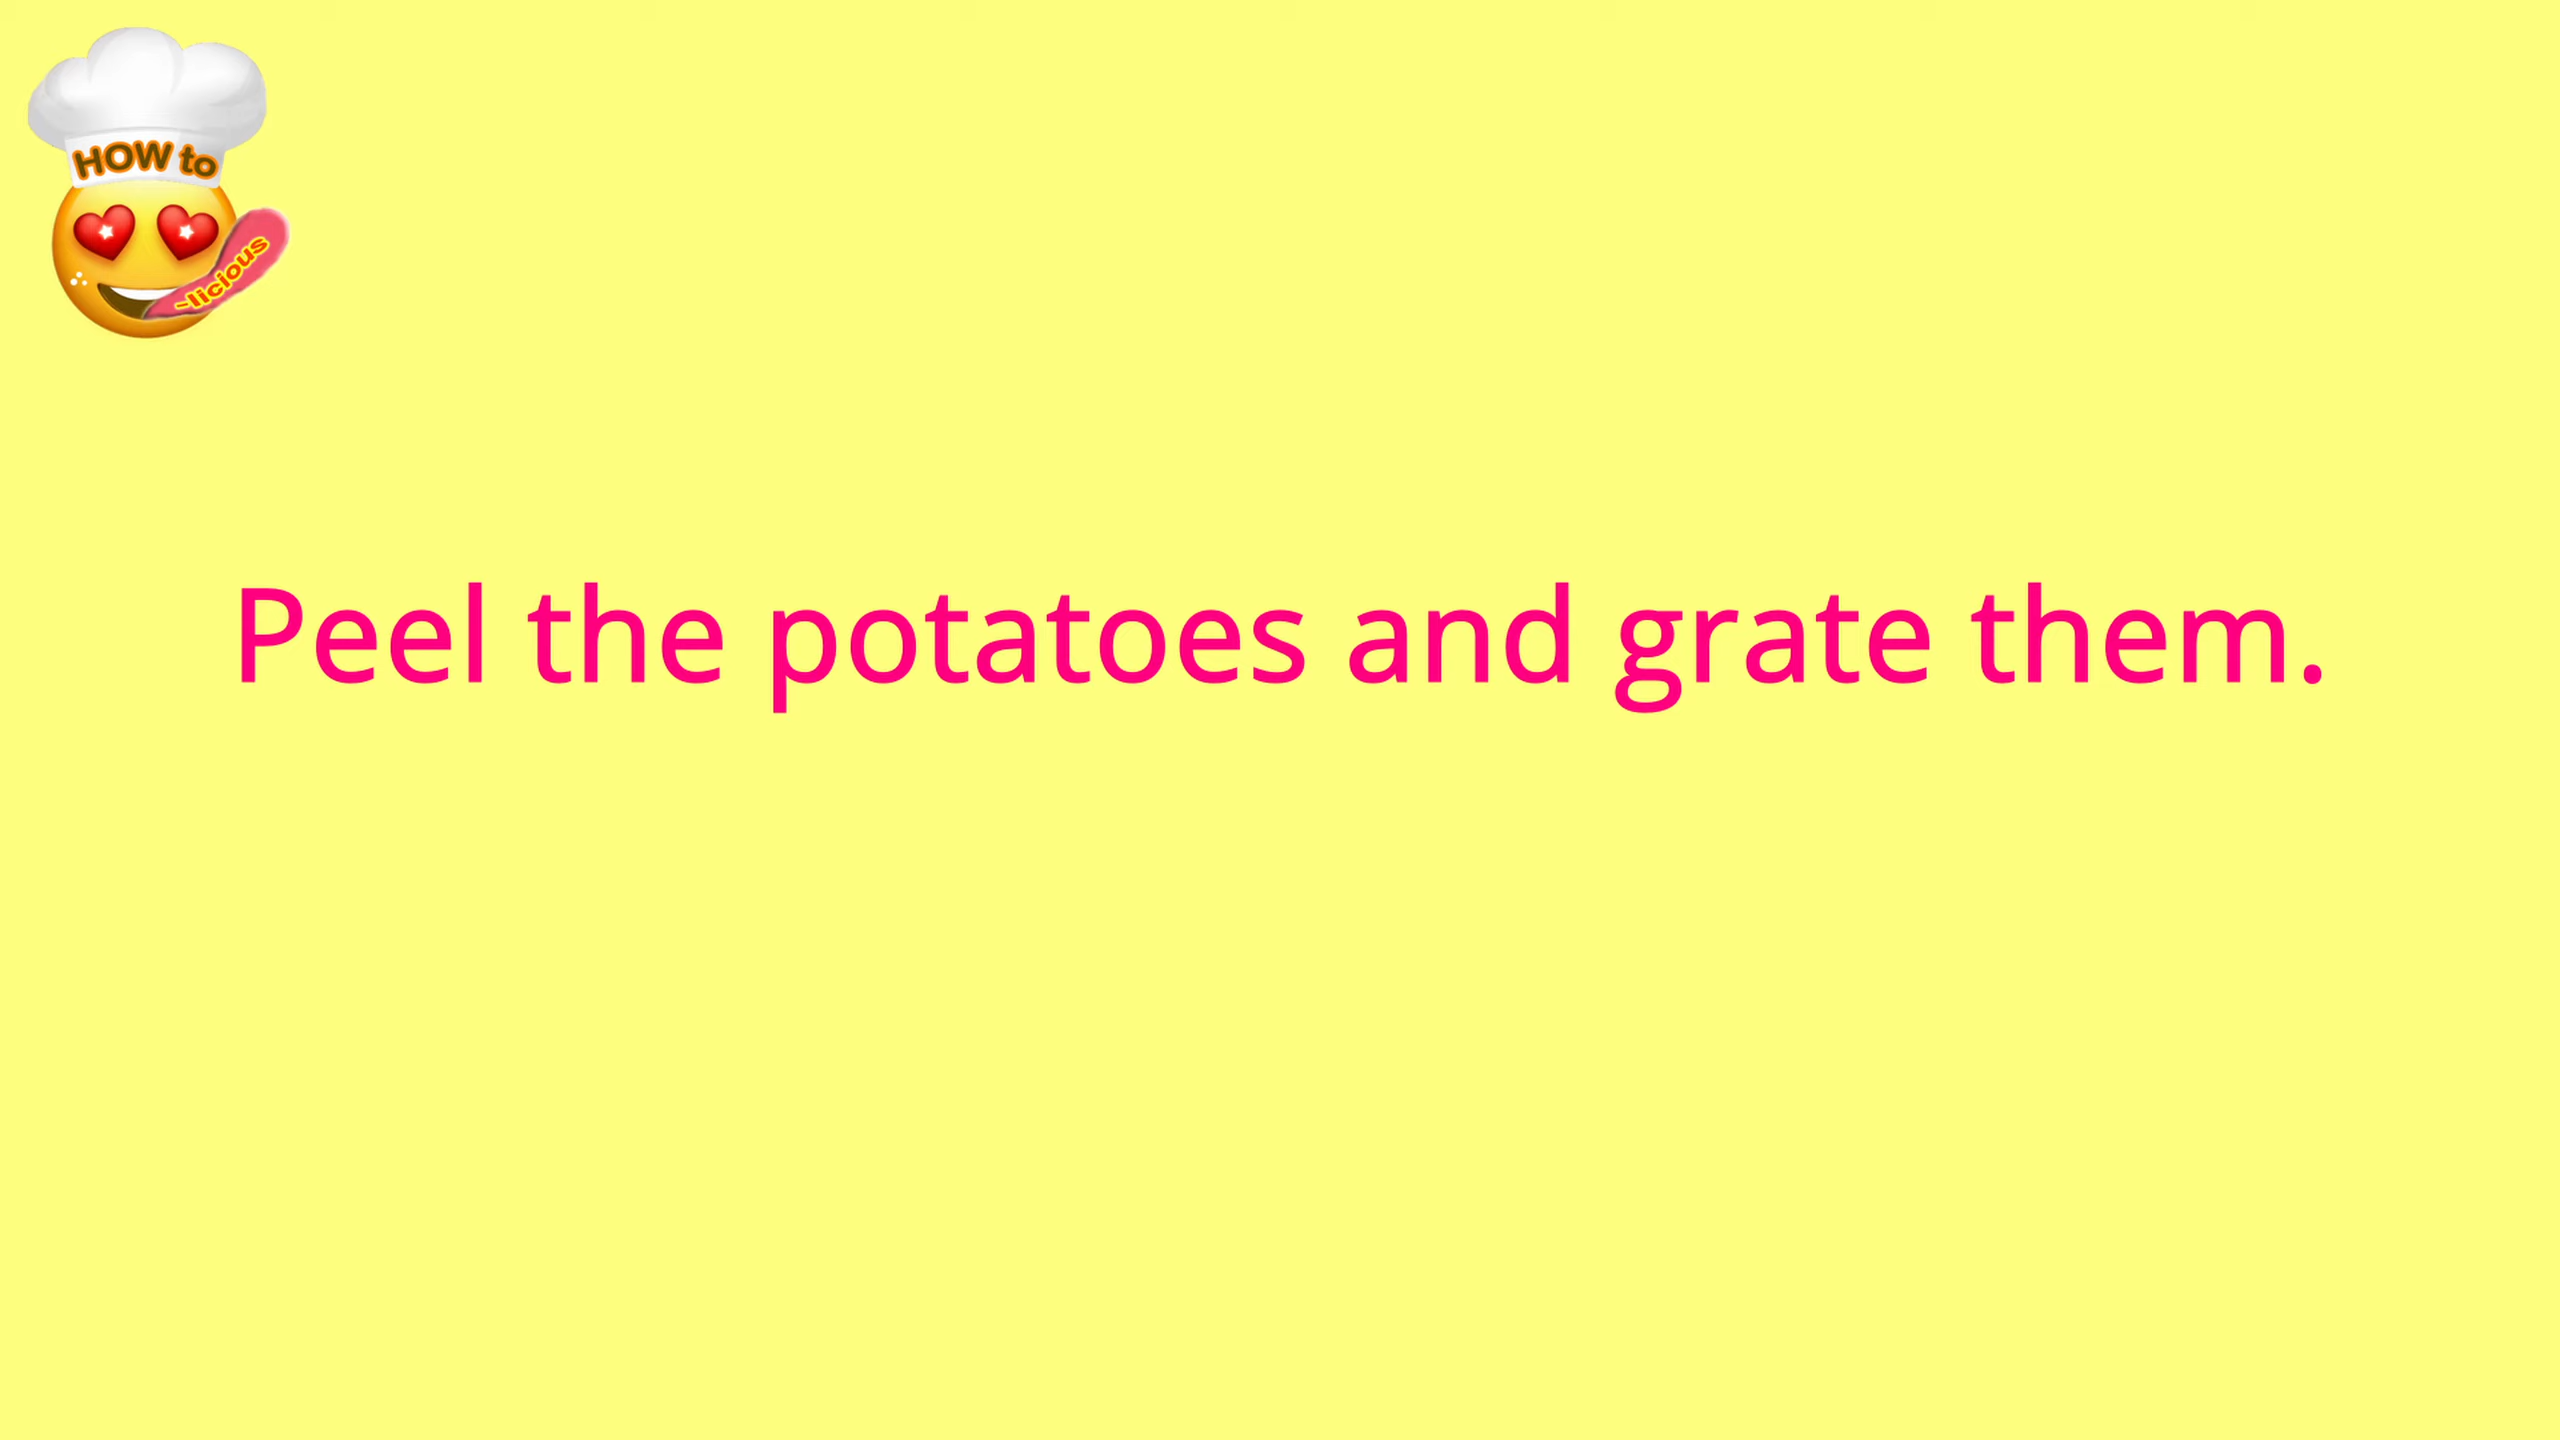 HOW to
~licious
Peel the potatoes and grate them.